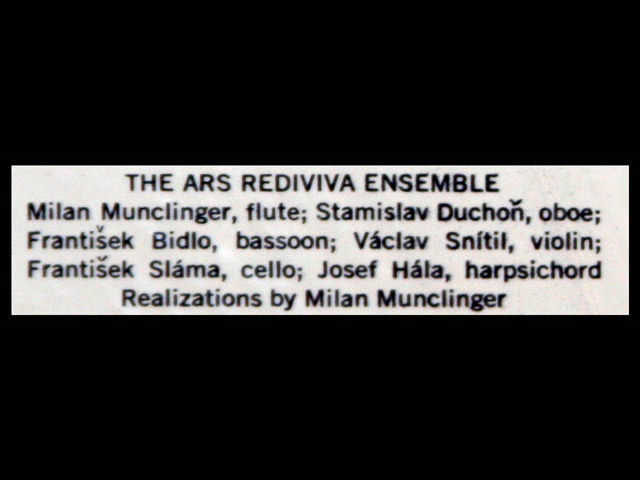 THE ARS REDIVIVA ENSEMBLE
Milan Munclinger, flute; Stamislav Duchoň, oboe;
František Bidlo, bassoon; Václav Snítil, violin;
František Sláma, cello; Josef Hála, harpsichord
Realizations by Milan Munclinger